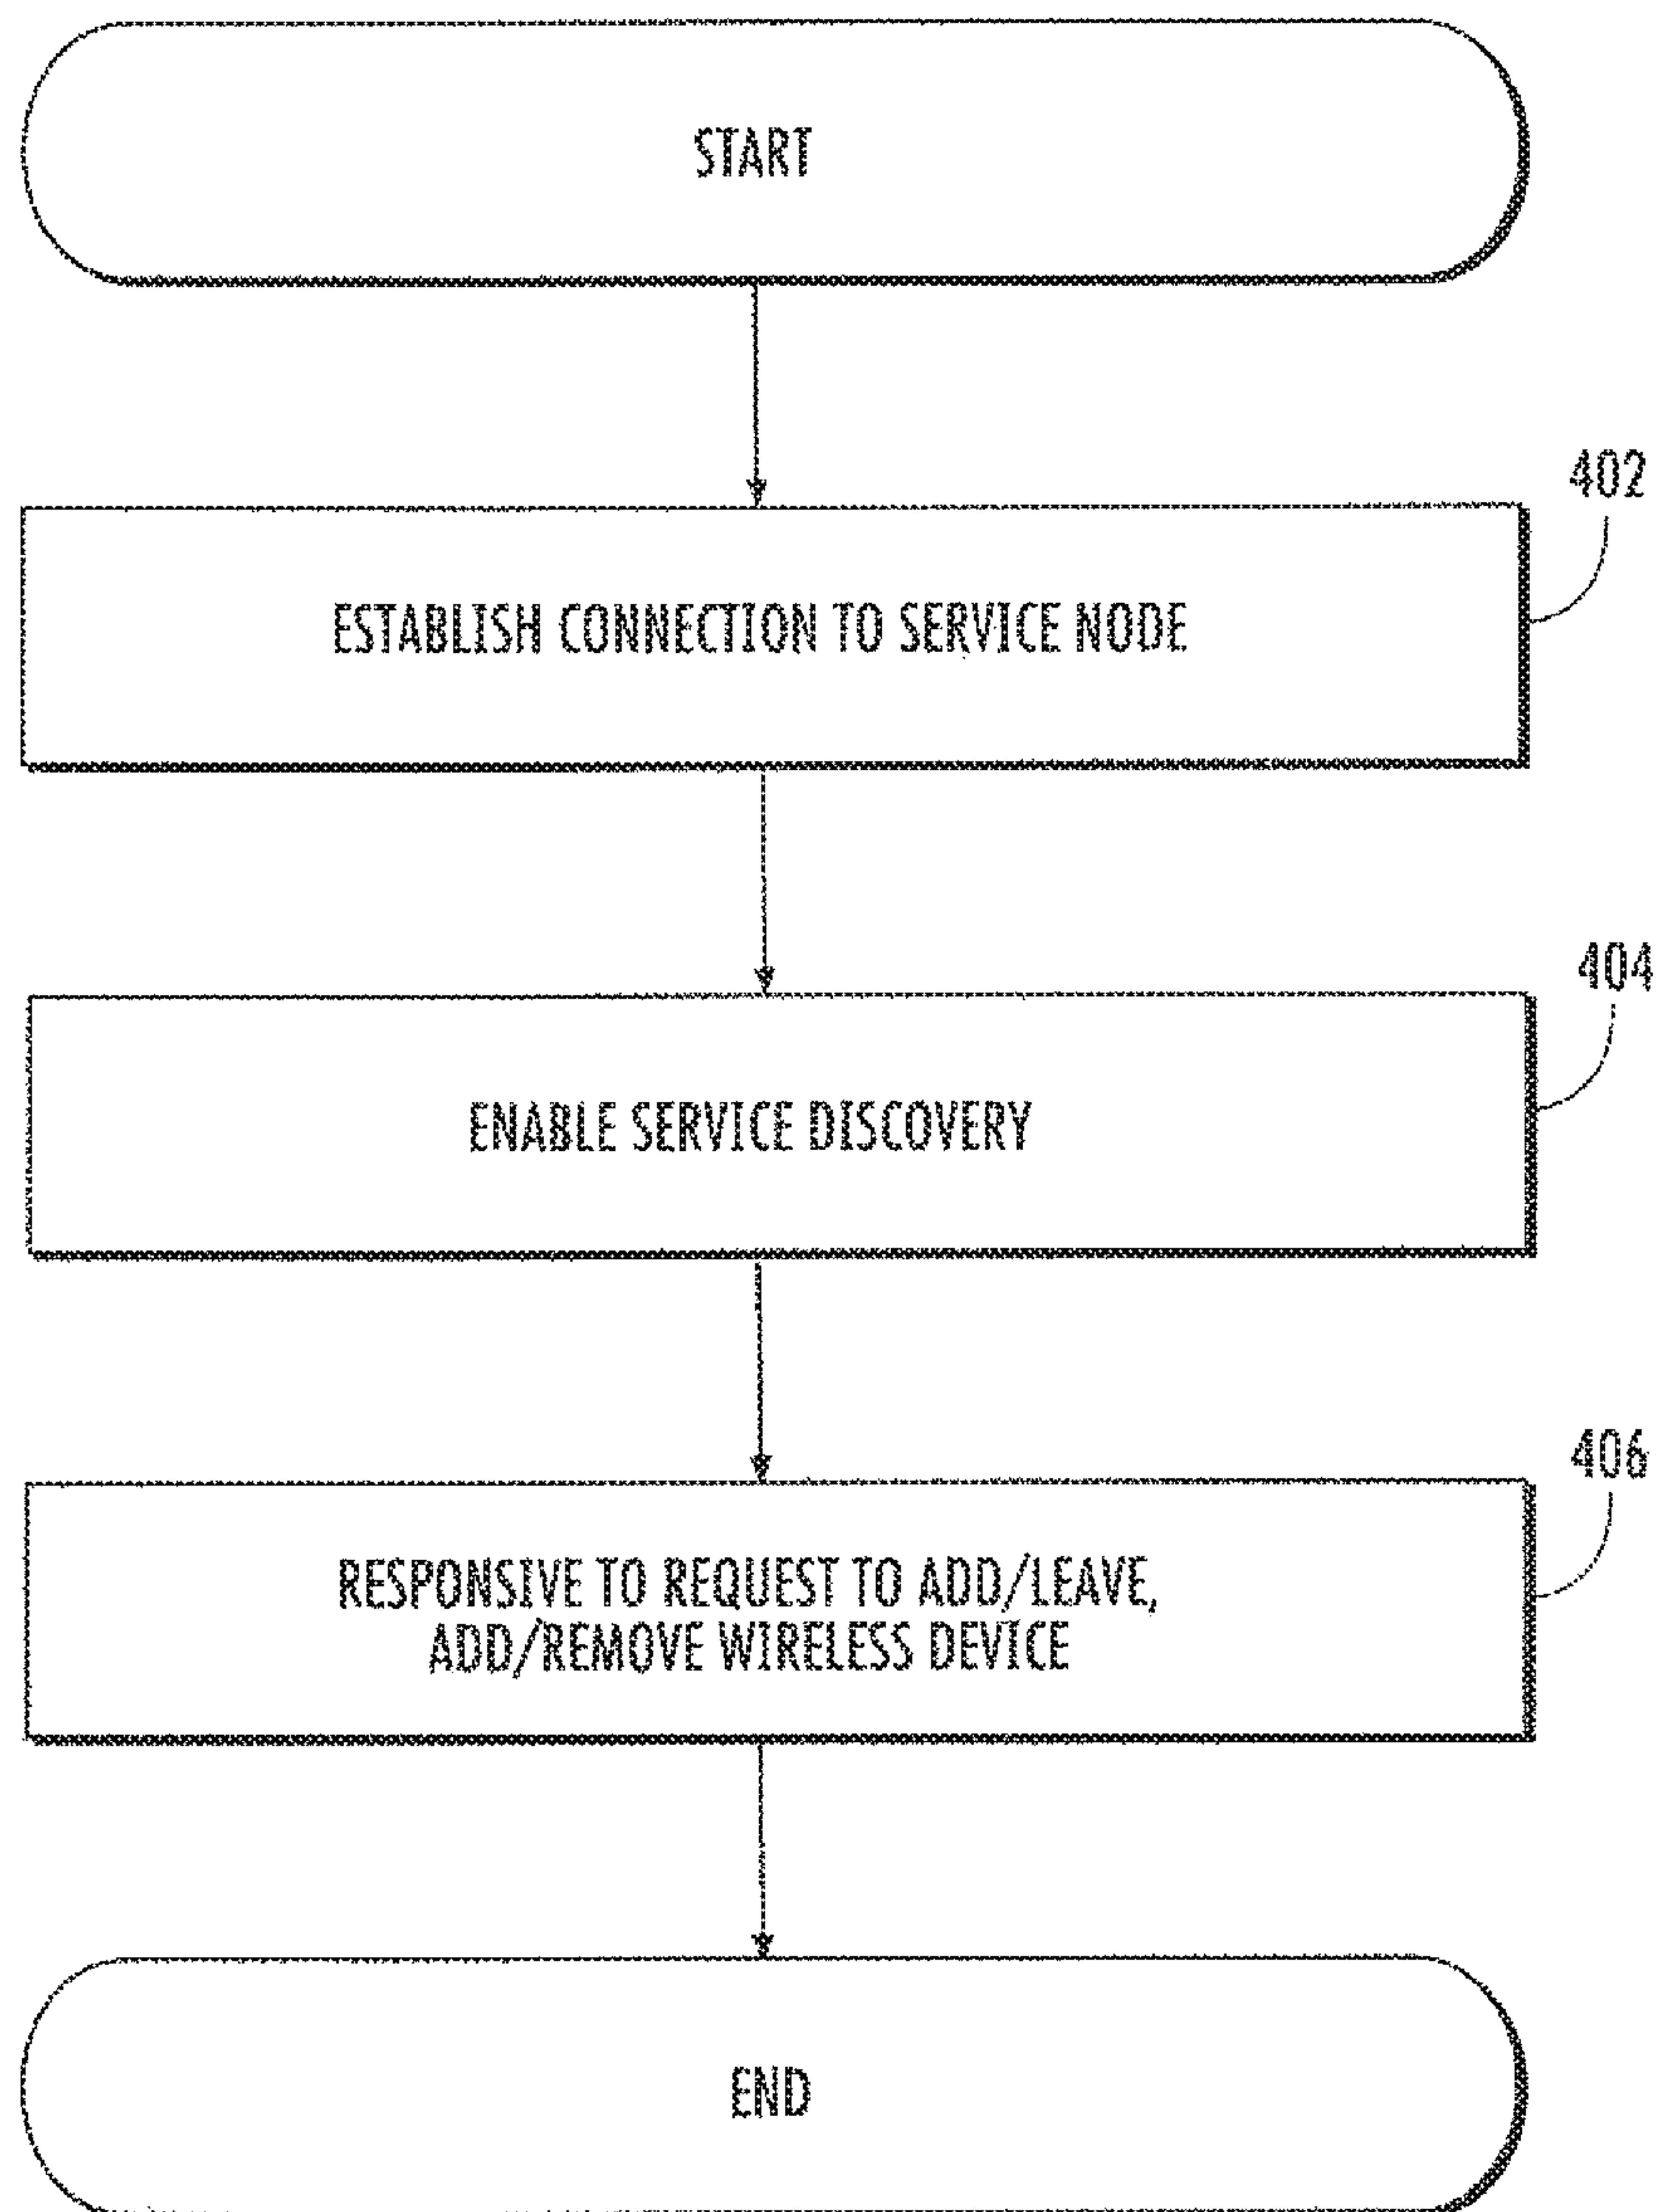 START
402
ESTABLISH CONNECTION TO SERVICE NODE
404
ENABLE SERVICE DISCOVERY
406
RESPONSIVE TO REQUEST TO ADD/LEAVE,
ADD/REMOVE WIRELESS DEVICE
END